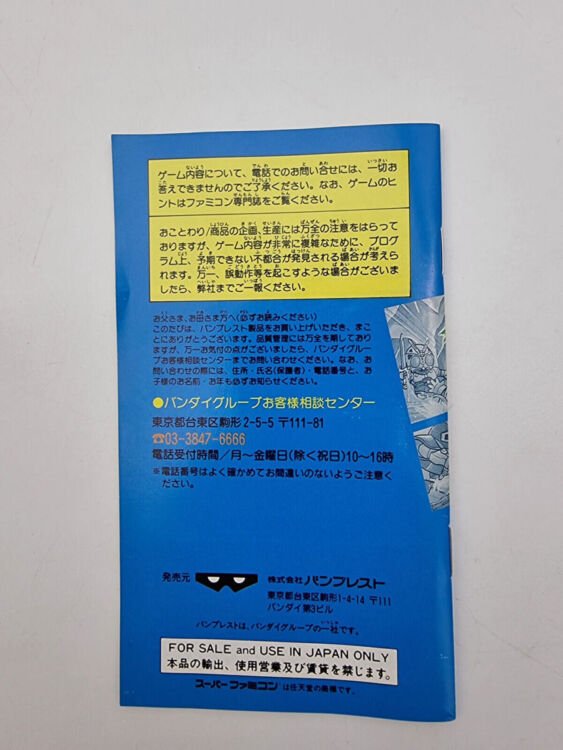 ゲーム内容について、電話でのお問い合せには、一切お
答えできませんのでご了承ください。なお、ゲームのヒ
ントはファミコン専門誌をご覧ください。
おことわり/商品の企画、生産には万全の注意をはらって
おりますが、ゲーム内容が非常に複雑なために、プログ
ラム上、予期できない不都合が発見される場合が考えら
れます。万一、誤動作等を起こすような場合がございま
したら、弊社までご一報ください。
お父さま、お母さま方へ(必ずお読みください)
このたびは、バンプレスト製品をお買い上げいただき、まこ
とにありがとうございます。品質管理には万全を期しており
ますが、万一お気付の点がございましたら、バンダイグルー
プお客様相談センターまでお問い合わせください。なお、お
問い合わせの際には、住所・氏名(保護者)・電話番号と、お
子様のお名前・お年も必ずお知らせください。
●バンダイグループお客様相談センター
東京都台東区駒形2-5-5 〒111-81
☎03-3847-6666
電話受付時間/月~金曜日(除く祝日)10~16時
※電話番号はよく確かめてお間違いのないようご注意く
ださい。
発売元 株式会社バンプレスト
東京都台東区駒形1-4-14 〒111
バンダイ第3ビル
バンプレストは、バンダイグループの一社です。
FOR SALE and USE IN JAPAN ONLY
本品の輸出、使用営業及び賃貸を禁じます。
スーパーファミコン は任天堂の商標です。